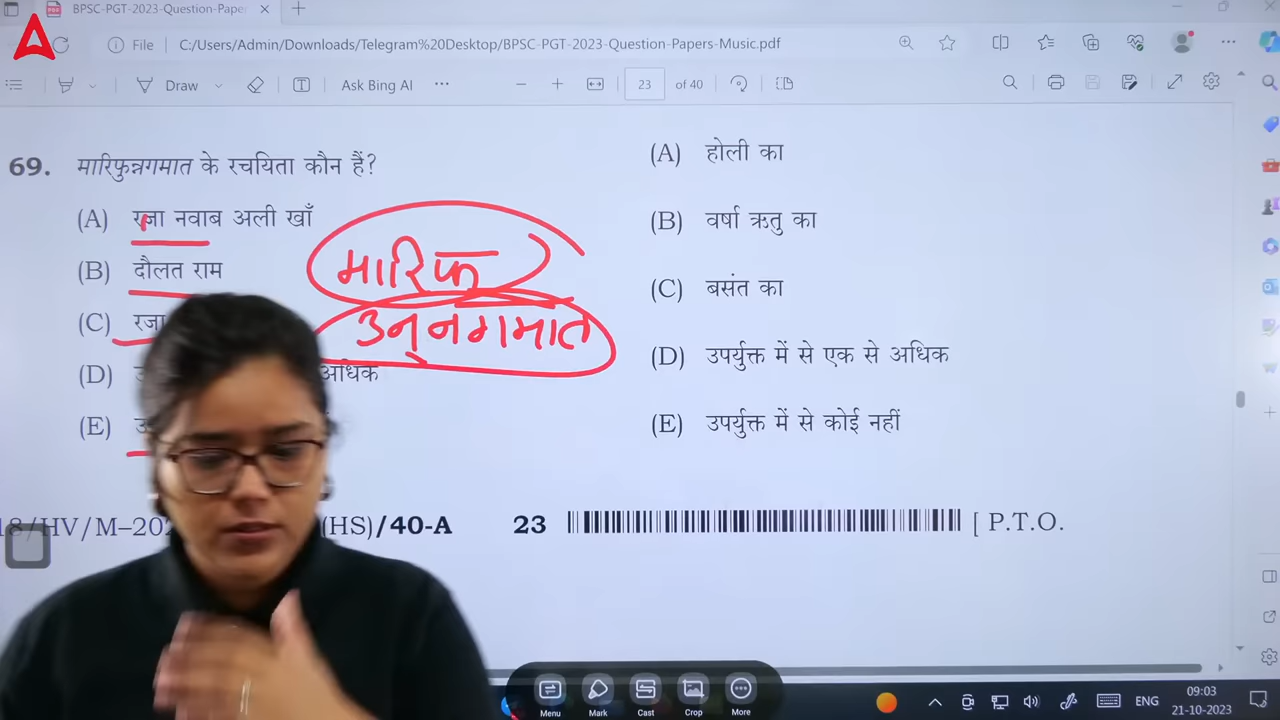 BPSC-PGT-2023-Question-Paper
File
C:/Users/Admin/Downloads/Telegram%20Desktop/BPSC-PGT-2023-Question-Papers-Music.pdf
Draw
Ask Bing AI
23 of 40
69. मारिफुन्नगमात के रचयिता कौन हैं?
(A) रजा नवाब अली खाँ
(B) दौलत राम
(C) रजा
(D)
अधिक
(E)
मारिफ
उन्नगमात
(A) होली का
(B) वर्षा ऋतु का
(C) बसंत का
(D) उपर्युक्त में से एक से अधिक
(E) उपर्युक्त में से कोई नहीं
18/HV/M–20
(HS)/40-A
23
[ P.T.O.
Menu
Mark
Cast
Crop
More
ENG
09:03
21-10-2023